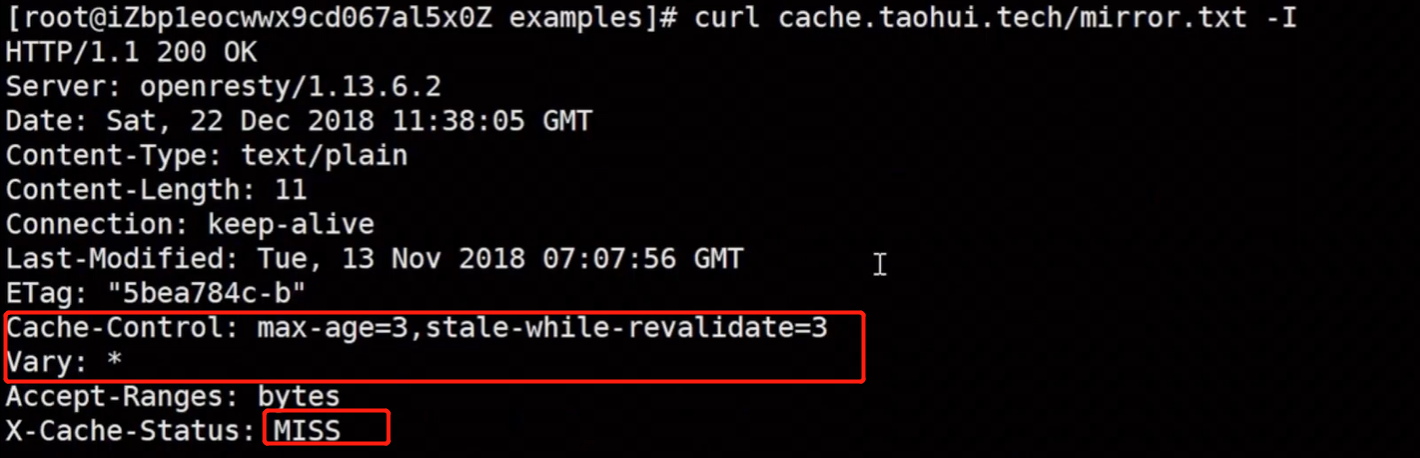 [root@iZbp1eocwwx9cd067al5x0Z examples]# curl cache.taohui.tech/mirror.txt -I
HTTP/1.1 200 OK
Server: openresty/1.13.6.2
Date: Sat, 22 Dec 2018 11:38:05 GMT
Content-Type: text/plain
Content-Length: 11
Connection: keep-alive
Last-Modified: Tue, 13 Nov 2018 07:07:56 GMT
ETag: "5bea784c-b"
Cache-Control: max-age=3,stale-while-revalidate=3
Vary: *
Accept-Ranges: bytes
X-Cache-Status: MISS